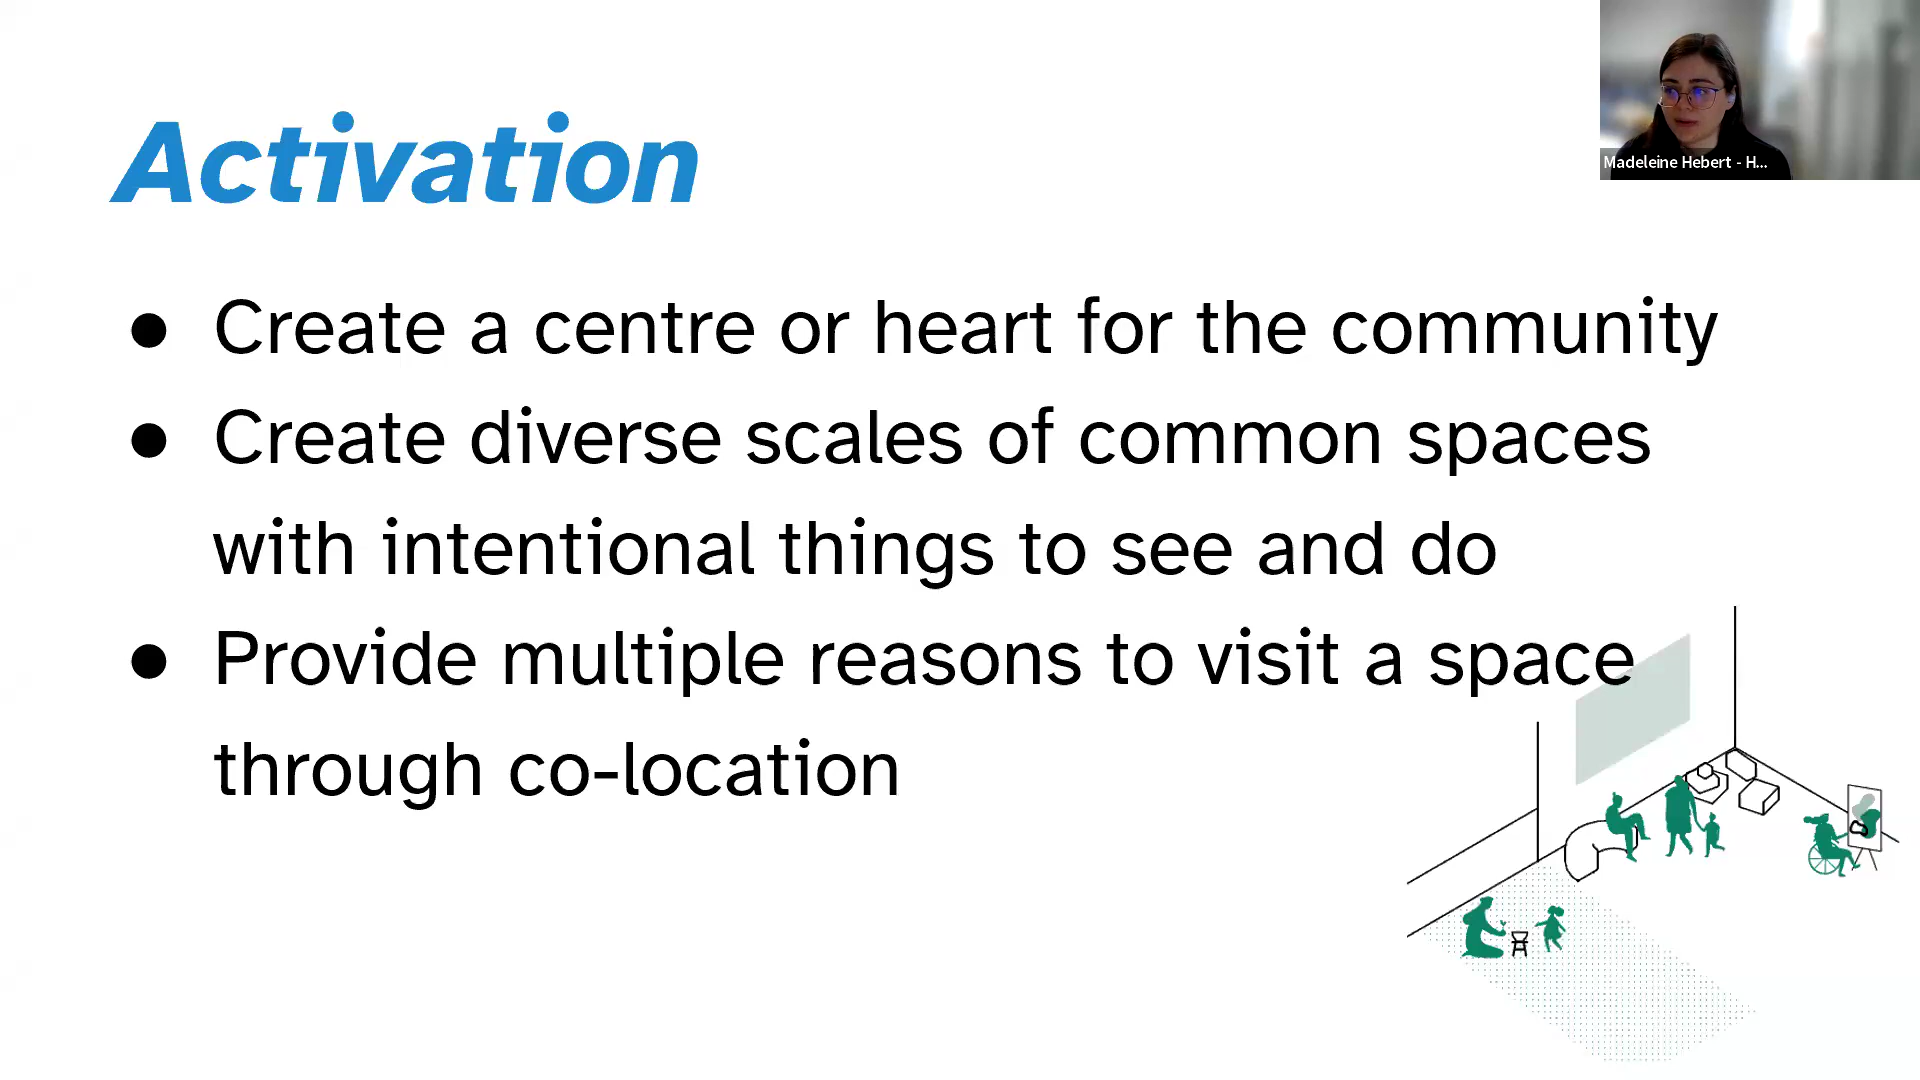 Madeleine Hebert - H...
Activation
● Create a centre or heart for the community
● Create diverse scales of common spaces
with intentional things to see and do
● Provide multiple reasons to visit a space
through co-location